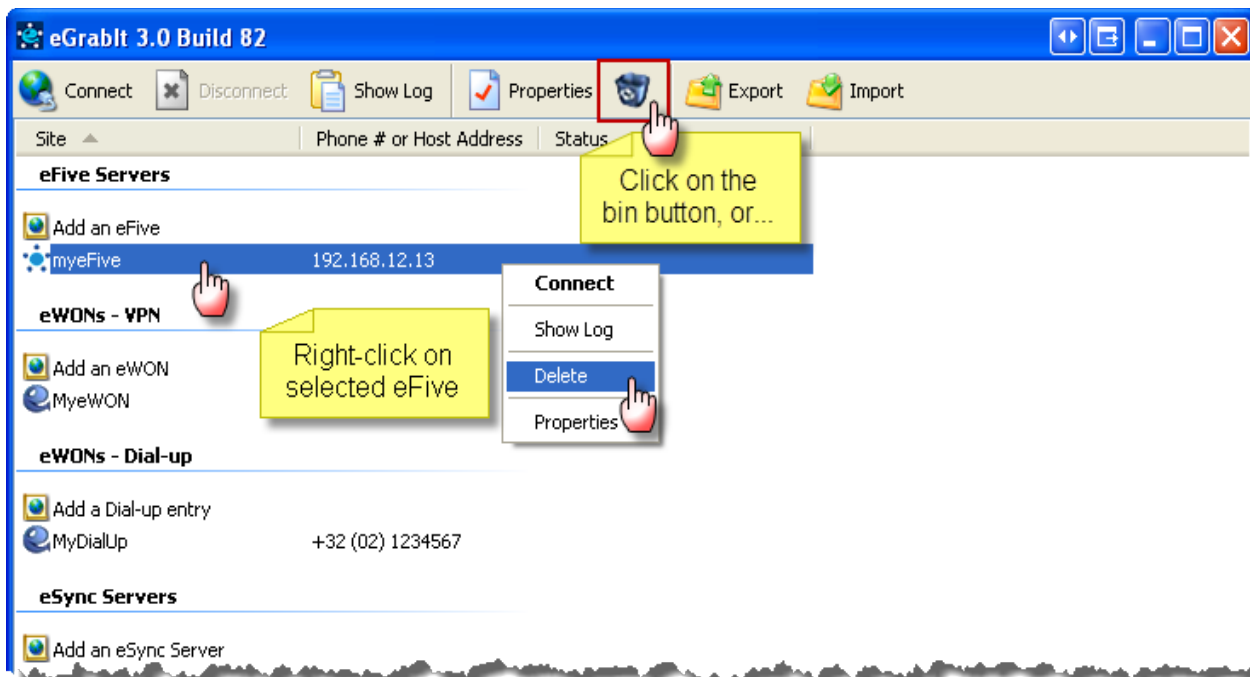 eGrabIt 3.0 Build 82
Connect Disconnect Show Log Properties Export Import
Site Phone # or Host Address Status
eFive Servers
Click on the
bin button, or...
Add an eFive
myeFive 192.168.12.13
Connect
eWONs - VPN
Show Log
Right-click on
selected eFive
Add an eWON
Delete
MyeWON
Properties
eWONs - Dial-up
Add a Dial-up entry
MyDialUp +32 (02) 1234567
eSync Servers
Add an eSync Server